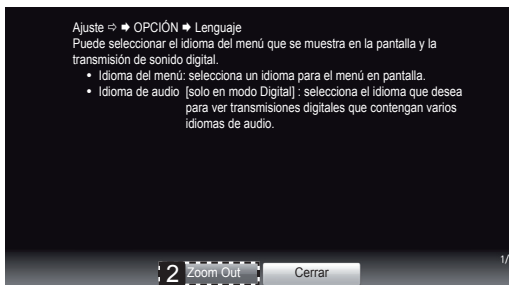 Ajuste ⇨ ➡ OPCIÓN ➡ Lenguaje
Puede seleccionar el idioma del menú que se muestra en la pantalla y la
transmisión de sonido digital.
• Idioma del menú: selecciona un idioma para el menú en pantalla.
• Idioma de audio [solo en modo Digital] : selecciona el idioma que desea
para ver transmisiones digitales que contengan varios
idiomas de audio.
1/
2 Zoom Out Cerrar